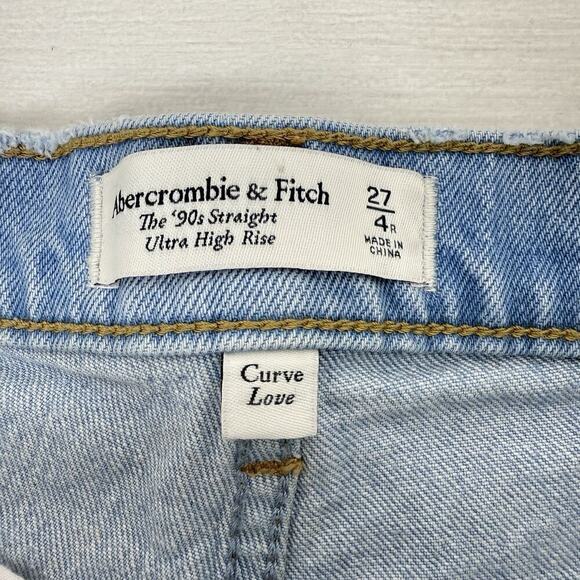 Abercrombie & Fitch
The '90s Straight
Ultra High Rise
27
4R
MADE IN
CHINA
Curve
Love